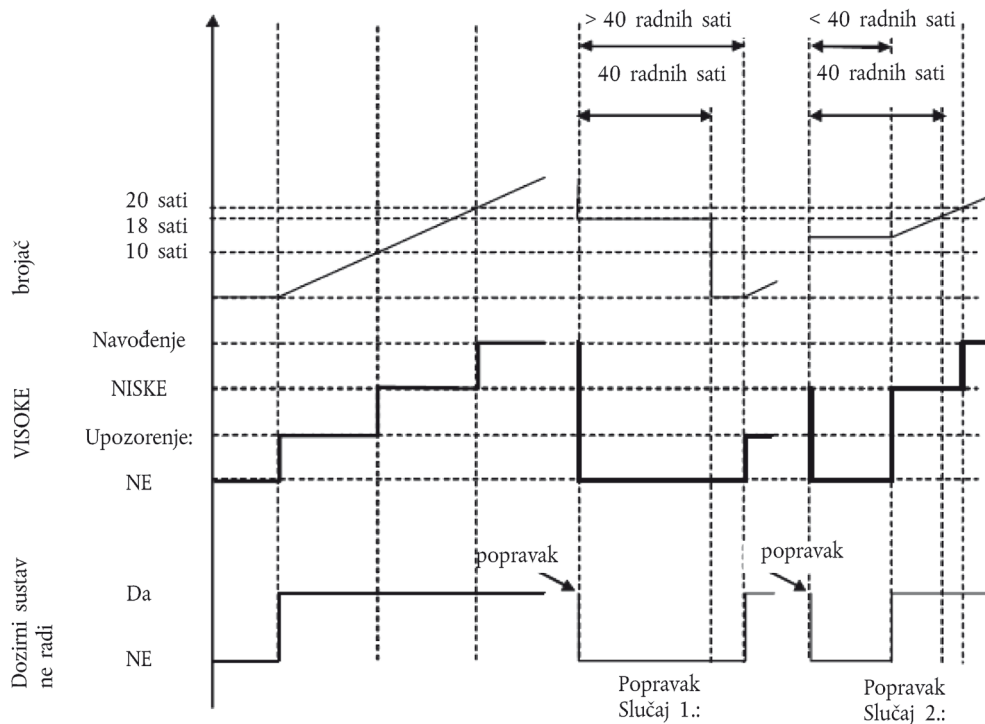 > 40 radnih sati
< 40 radnih sati
40 radnih sati
40 radnih sati
20 sati
18 sati
10 sati
brojač
Navođenje
NISKE
Upozorenje:
NE
VISOKE
popravak
popravak
Da
NE
Dozirni sustav
ne radi
Popravak
Slučaj 1.:
Popravak
Slučaj 2.: